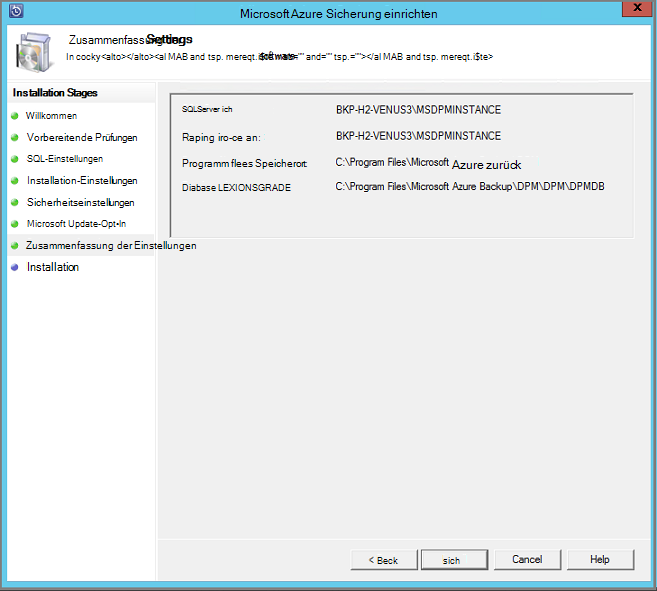 Microsoft Azure Sicherung einrichten
Zusammenfassung Settings
In cocky<alto></alto><al MAB and tsp. mereqt.i$te and="" and="" tsp.=""></al MAB and tsp. mereqt.i$te>
Installation Stages
Willkommen
Vorbereitende Prüfungen
SQL-Einstellungen
Installation-Einstellungen
Sicherheitseinstellungen
Microsoft Update-Opt•In
Zusammenfassung der Einstellungen
Installation
SQLServer ich BKP-H2-VENUS3\MSDPMINSTANCE
Raping iro-ce an: BKP-H2-VENUS3\MSDPMINSTANCE
Programm flees Speicherort C:\Program Files\Microsoft Azure zurück
Diabase LEXIONSGRADE C:\Program Files\Microsoft Azure Backup\DPM\DPM\DPMDB
< Beck
sich
Cancel
Help